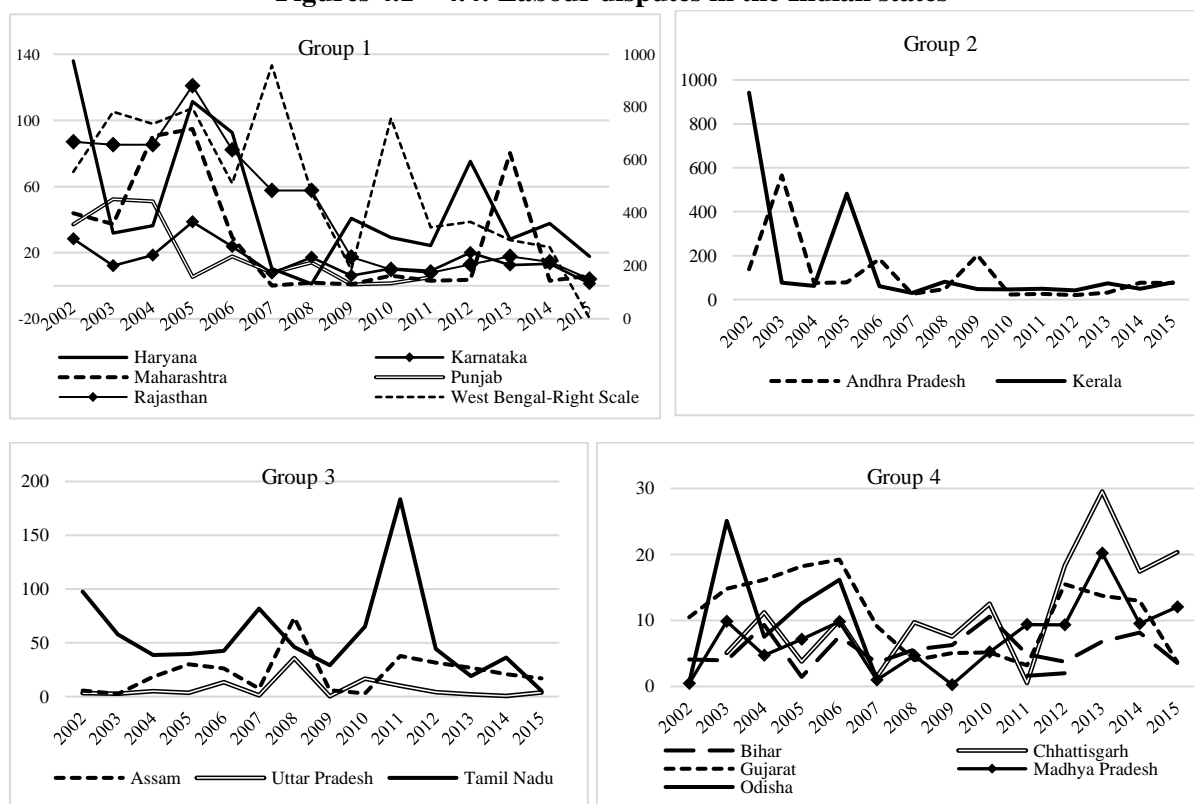 Figures 4.1 – 4.4: Labour disputes in the Indian states
Group 1
140
100
60
20
-20
1000
800
600
400
200
0
2002 2003 2004 2005 2006 2007 2008 2009 2010 2011 2012 2013 2014 2015
Haryana Karnataka
Maharashtra Punjab
Rajasthan West Bengal-Right Scale
Group 2
1000
800
600
400
200
0
2002 2003 2004 2005 2006 2007 2008 2009 2010 2011 2012 2013 2014 2015
Andhra Pradesh Kerala
Group 3
200
150
100
50
0
2002 2003 2004 2005 2006 2007 2008 2009 2010 2011 2012 2013 2014 2015
Assam Uttar Pradesh Tamil Nadu
Group 4
30
20
10
0
2002 2003 2004 2005 2006 2007 2008 2009 2010 2011 2012 2013 2014 2015
Bihar Chhattisgarh
Gujarat Madhya Pradesh
Odisha